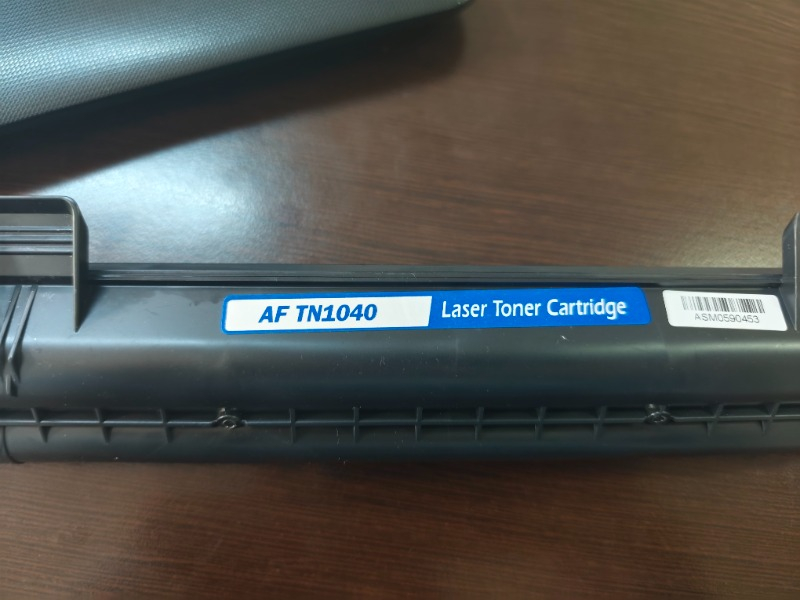 AF TN1040 Laser Toner Cartridge
ASM0590453